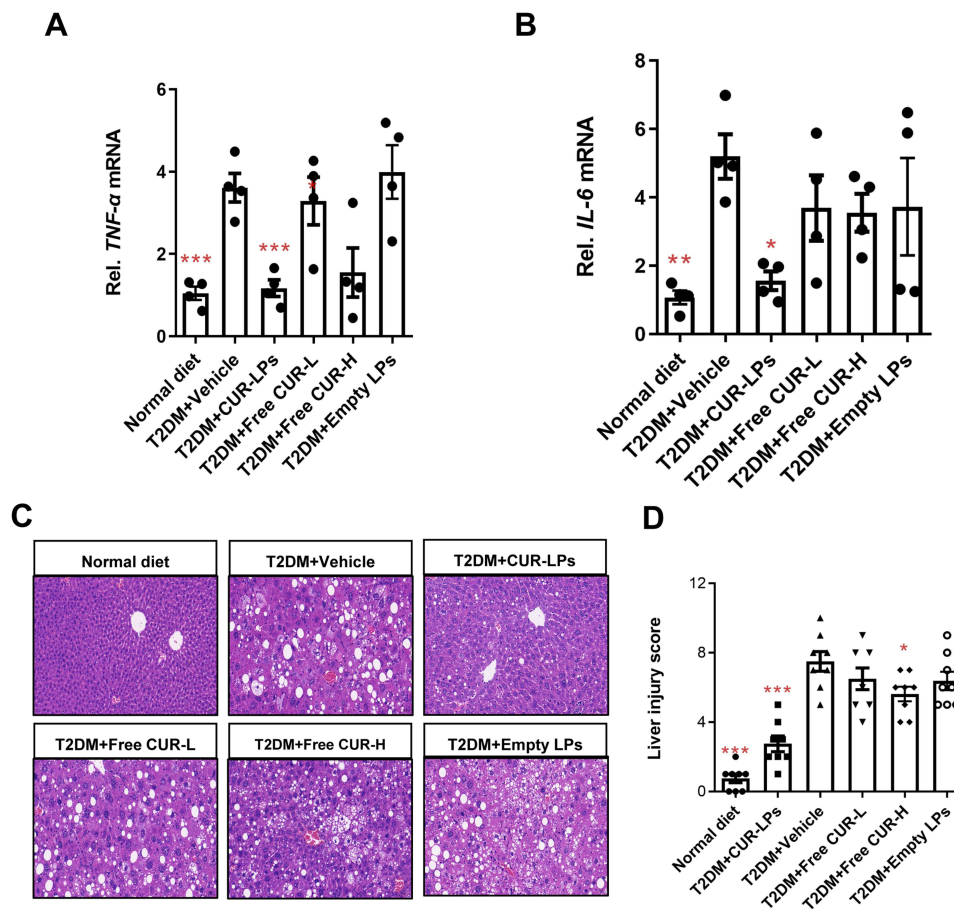 A
Rel. TNF-α mRNA
6
4
2
0
***
***
*
Normal diet
T2DM+Vehicle
T2DM+CUR-LPs
T2DM+Free CUR-L
T2DM+Free CUR-H
T2DM+Empty LPs
B
Rel. IL-6 mRNA
8
6
4
2
0
**
*
Normal diet
T2DM+Vehicle
T2DM+CUR-LPs
T2DM+Free CUR-L
T2DM+Free CUR-H
T2DM+Empty LPs
C
Normal diet
T2DM+Vehicle
T2DM+CUR-LPs
T2DM+Free CUR-L
T2DM+Free CUR-H
T2DM+Empty LPs
D
Liver injury score
12
8
4
0
***
***
*
Normal diet
T2DM+CUR-LPs
T2DM+Vehicle
T2DM+Free CUR-L
T2DM+Free CUR-H
T2DM+Empty LPs